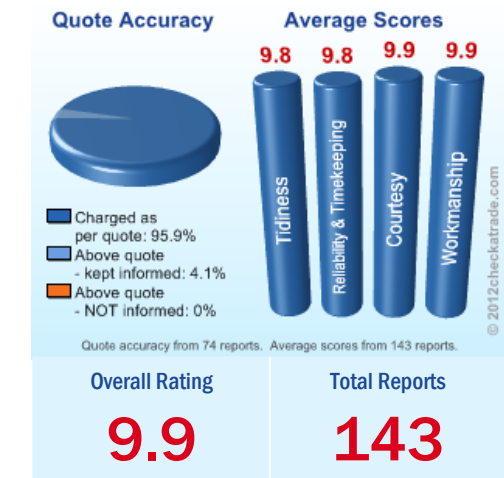 Quote Accuracy
Charged as
per quote: 95.9%
Above quote
- kept informed: 4.1%
Above quote
- NOT informed: 0%
Average Scores
9.8
9.8
9.9
9.9
Tidiness
Reliability & Timekeeping
Courtesy
Workmanship
© 2012checkatrade.com
Quote accuracy from 74 reports. Average scores from 143 reports.
Overall Rating
9.9
Total Reports
143